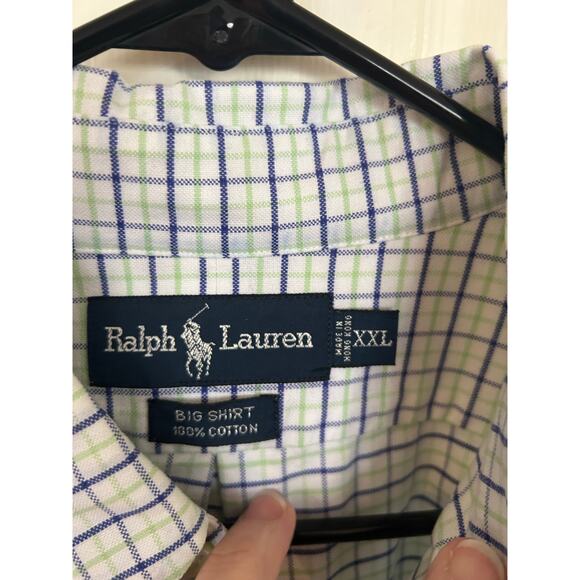 Ralph Lauren
MADE IN
HONG KONG
XXL
BIG SHIRT
100% COTTON